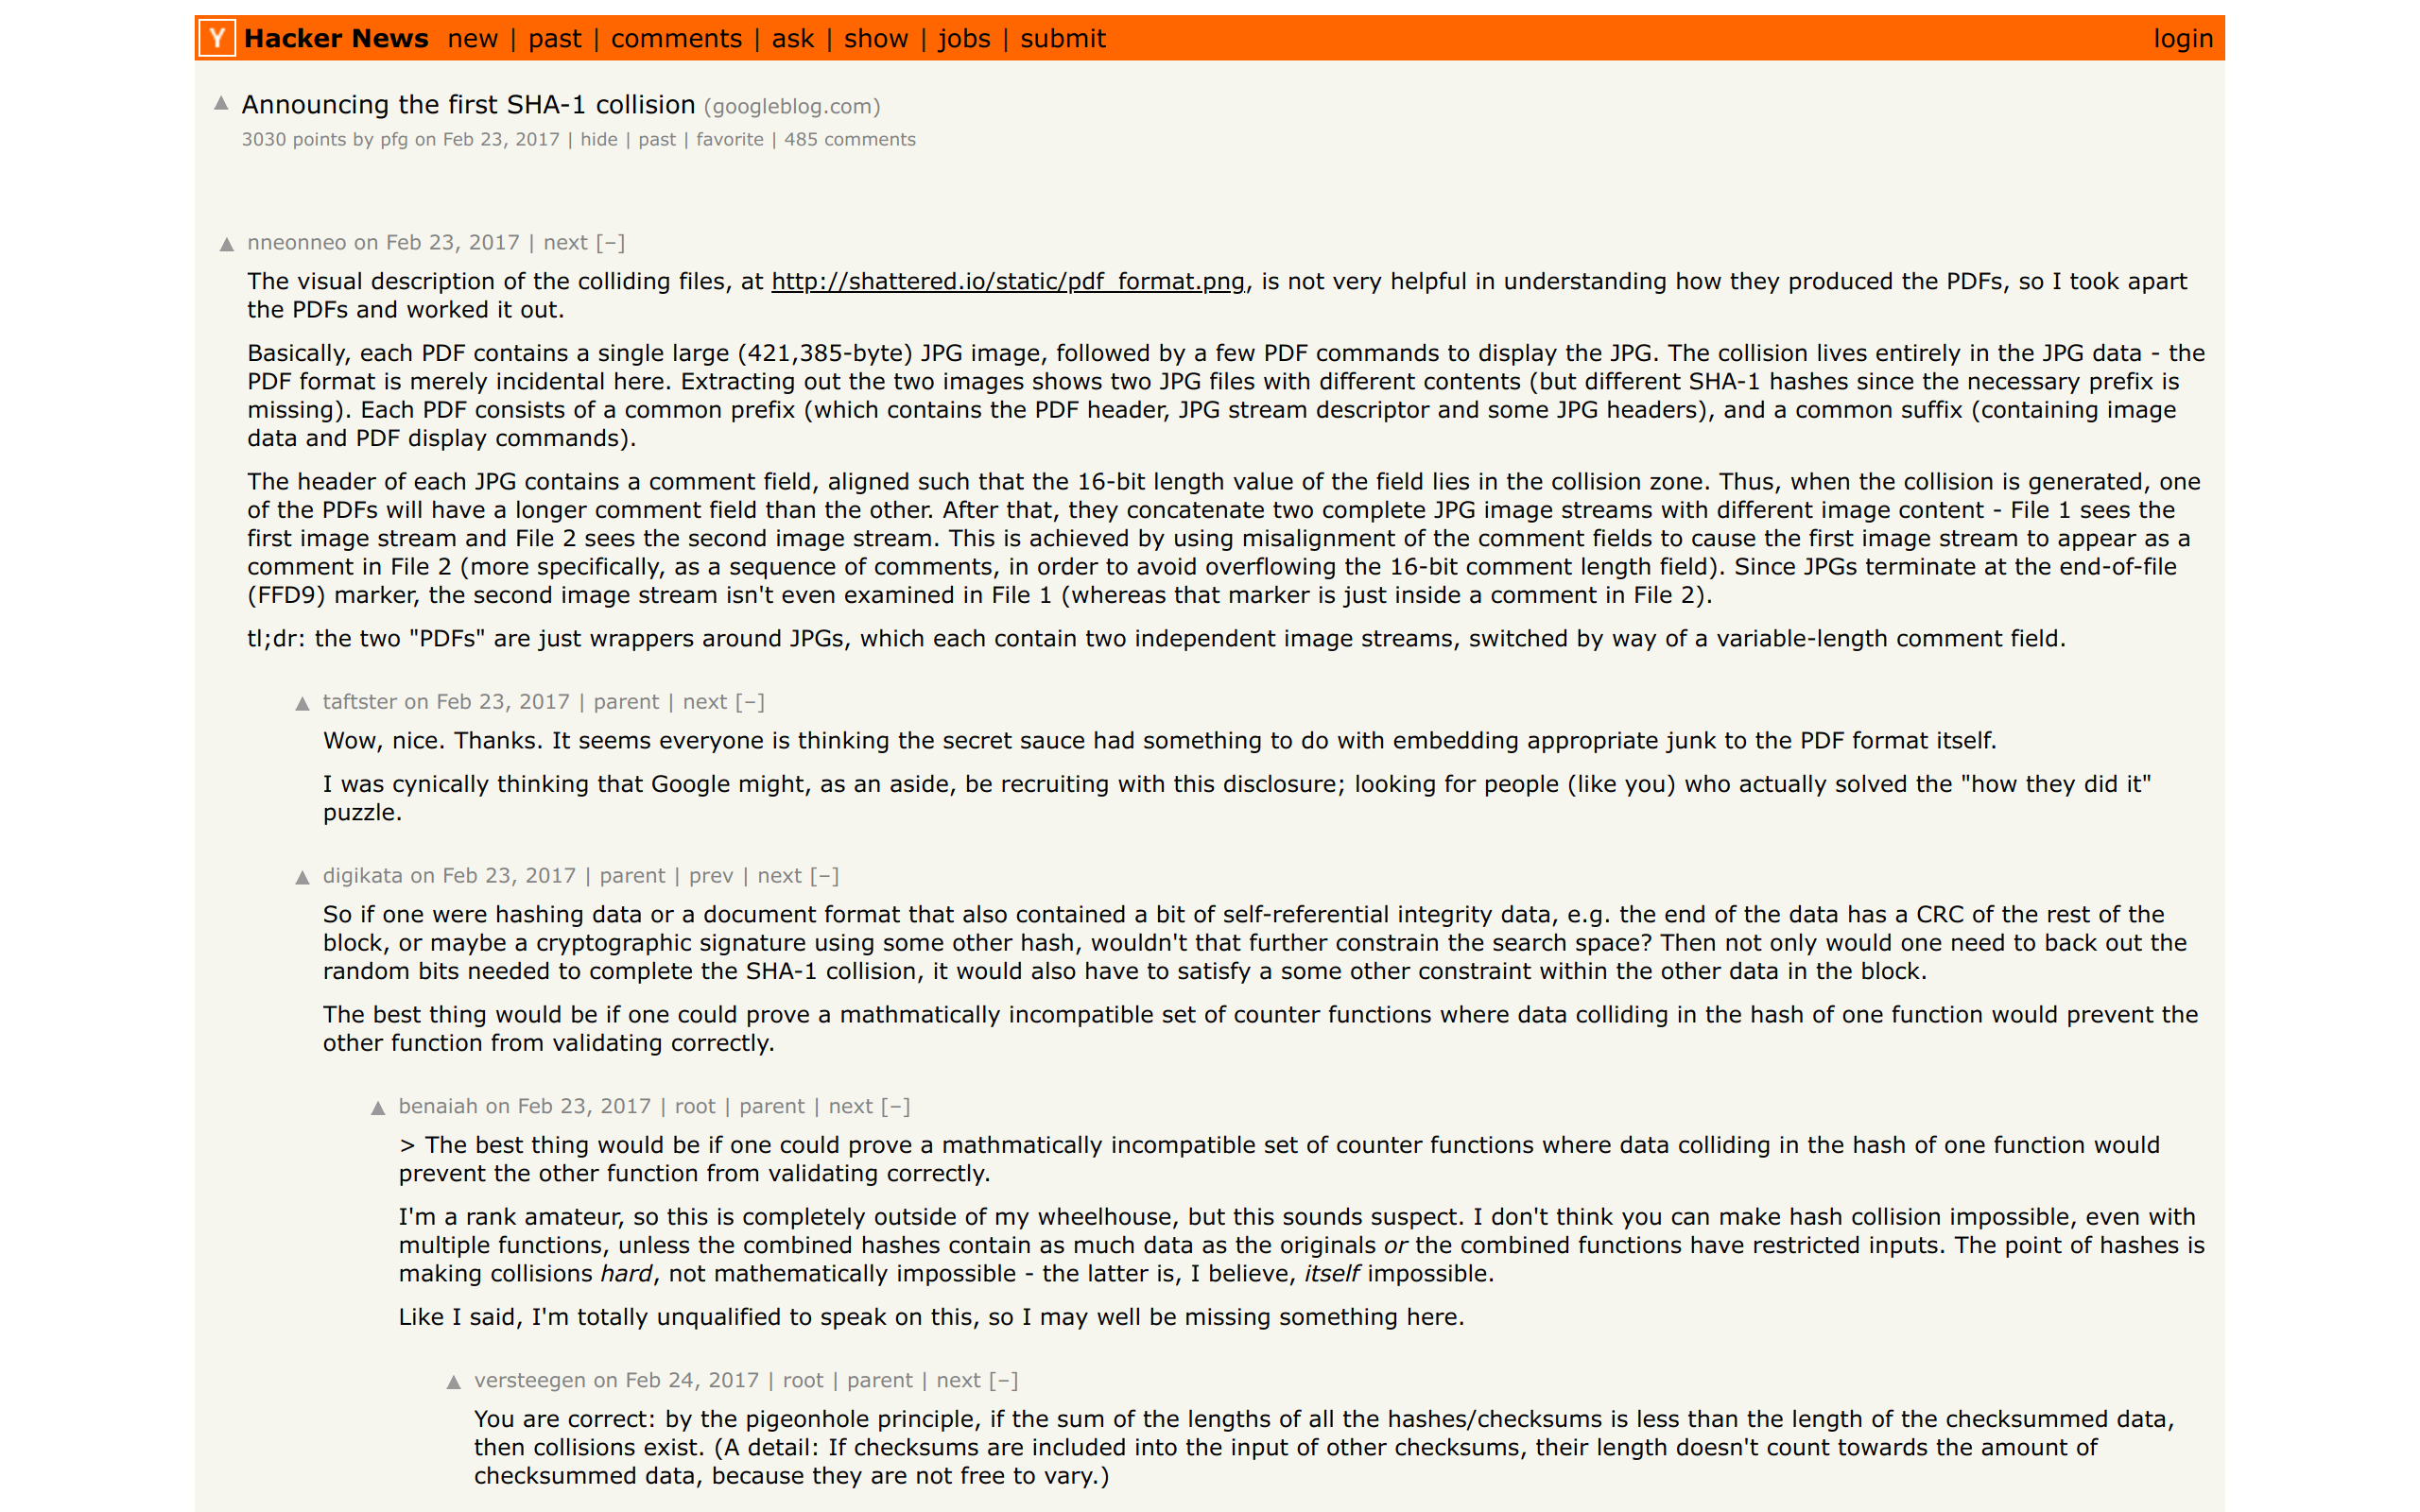 Y Hacker News new | past | comments | ask | show | jobs | submit login
▲ Announcing the first SHA-1 collision (googleblog.com)
3030 points by pfg on Feb 23, 2017 | hide | past | favorite | 485 comments
▲ nneonneo on Feb 23, 2017 | next [–]
The visual description of the colliding files, at http://shattered.io/static/pdf_format.png, is not very helpful in understanding how they produced the PDFs, so I took apart
the PDFs and worked it out.
Basically, each PDF contains a single large (421,385-byte) JPG image, followed by a few PDF commands to display the JPG. The collision lives entirely in the JPG data - the
PDF format is merely incidental here. Extracting out the two images shows two JPG files with different contents (but different SHA-1 hashes since the necessary prefix is
missing). Each PDF consists of a common prefix (which contains the PDF header, JPG stream descriptor and some JPG headers), and a common suffix (containing image
data and PDF display commands).
The header of each JPG contains a comment field, aligned such that the 16-bit length value of the field lies in the collision zone. Thus, when the collision is generated, one
of the PDFs will have a longer comment field than the other. After that, they concatenate two complete JPG image streams with different image content - File 1 sees the
first image stream and File 2 sees the second image stream. This is achieved by using misalignment of the comment fields to cause the first image stream to appear as a
comment in File 2 (more specifically, as a sequence of comments, in order to avoid overflowing the 16-bit comment length field). Since JPGs terminate at the end-of-file
(FFD9) marker, the second image stream isn't even examined in File 1 (whereas that marker is just inside a comment in File 2).
tl;dr: the two "PDFs" are just wrappers around JPGs, which each contain two independent image streams, switched by way of a variable-length comment field.
▲ taftster on Feb 23, 2017 | parent | next [–]
Wow, nice. Thanks. It seems everyone is thinking the secret sauce had something to do with embedding appropriate junk to the PDF format itself.
I was cynically thinking that Google might, as an aside, be recruiting with this disclosure; looking for people (like you) who actually solved the "how they did it"
puzzle.
▲ digikata on Feb 23, 2017 | parent | prev | next [–]
So if one were hashing data or a document format that also contained a bit of self-referential integrity data, e.g. the end of the data has a CRC of the rest of the
block, or maybe a cryptographic signature using some other hash, wouldn't that further constrain the search space? Then not only would one need to back out the
random bits needed to complete the SHA-1 collision, it would also have to satisfy a some other constraint within the other data in the block.
The best thing would be if one could prove a mathmatically incompatible set of counter functions where data colliding in the hash of one function would prevent the
other function from validating correctly.
▲ benaiah on Feb 23, 2017 | root | parent | next [–]
> The best thing would be if one could prove a mathmatically incompatible set of counter functions where data colliding in the hash of one function would
prevent the other function from validating correctly.
I'm a rank amateur, so this is completely outside of my wheelhouse, but this sounds suspect. I don't think you can make hash collision impossible, even with
multiple functions, unless the combined hashes contain as much data as the originals or the combined functions have restricted inputs. The point of hashes is
making collisions hard, not mathematically impossible - the latter is, I believe, itself impossible.
Like I said, I'm totally unqualified to speak on this, so I may well be missing something here.
▲ versteegen on Feb 24, 2017 | root | parent | next [–]
You are correct: by the pigeonhole principle, if the sum of the lengths of all the hashes/checksums is less than the length of the checksummed data,
then collisions exist. (A detail: If checksums are included into the input of other checksums, their length doesn't count towards the amount of
checksummed data, because they are not free to vary.)